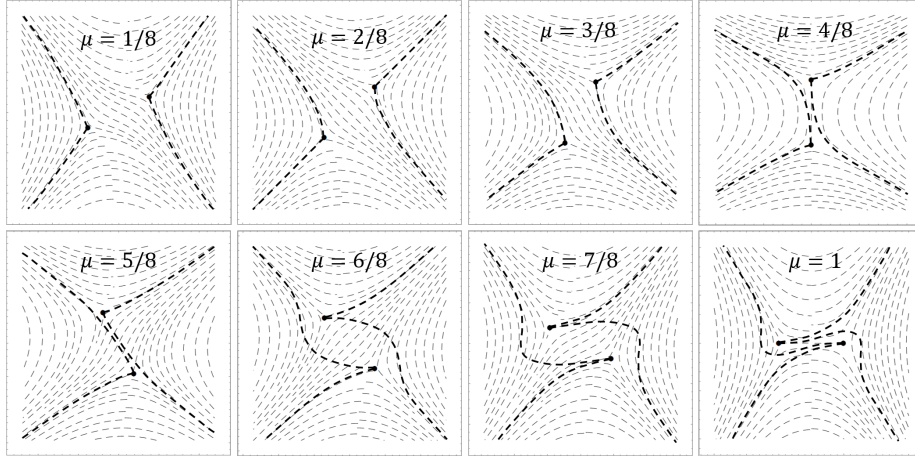 μ = 1/8
μ = 2/8
μ = 3/8
μ = 4/8
μ = 5/8
μ = 6/8
μ = 7/8
μ = 1